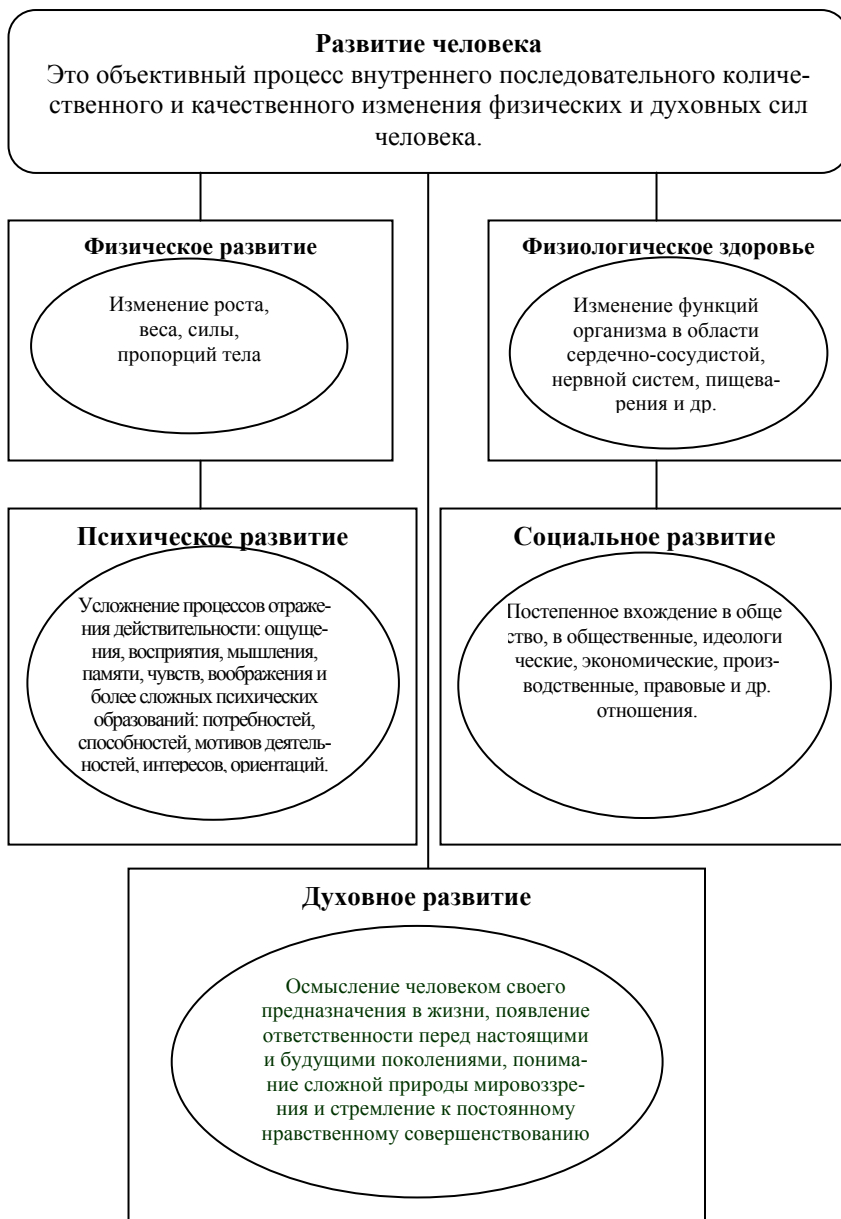 Развитие человека
Это объективный процесс внутреннего последовательного количе-
ственного и качественного изменения физических и духовных сил
человека.
Физическое развитие
Изменение роста,
веса, силы,
пропорций тела
Физиологическое здоровье
Изменение функций
организма в области
сердечно-сосудистой,
нервной систем, пищева-
рения и др.
Психическое развитие
Усложнение процессов отраже-
ния действительности: ощуще-
ния, восприятия, мышления,
памяти, чувств, воображения и
более сложных психических
образований: потребностей,
способностей, мотивов деятель-
ностей, интересов, ориентаций.
Социальное развитие
Постепенное вхождение в обще
ство, в общественные, идеологи
ческие, экономические, произ-
водственные, правовые и др.
отношения.
Духовное развитие
Осмысление человеком своего
предназначения в жизни, появление
ответственности перед настоящими
и будущими поколениями, понима-
ние сложной природы мировоззре-
ния и стремление к постоянному
нравственному совершенствованию